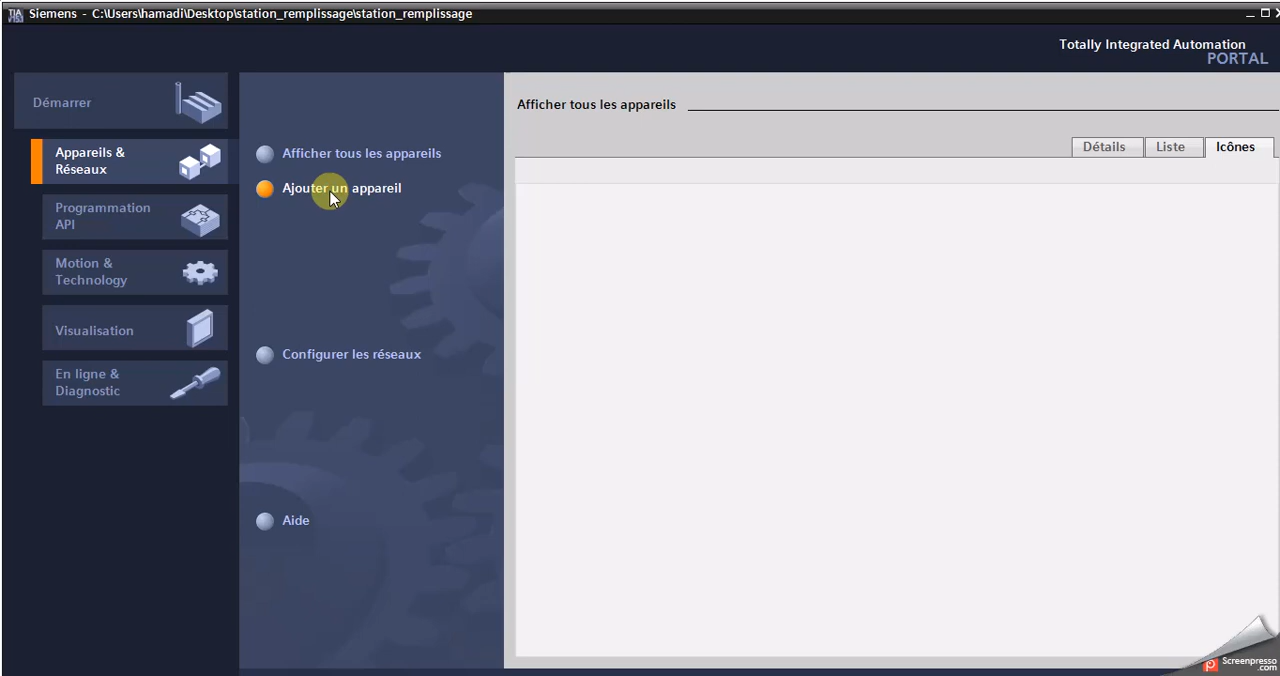 Siemens - C:\Users\hamadi\Desktop\station_remplissage\station_remplissage
Totally Integrated Automation
PORTAL
Démarrer
Appareils &
Réseaux
Programmation
API
Motion &
Technology
Visualisation
En ligne &
Diagnostic
Afficher tous les appareils
Ajouter un appareil
Configurer les réseaux
Aide
Afficher tous les appareils
Détails
Liste
Icônes
Screenpresso
.com